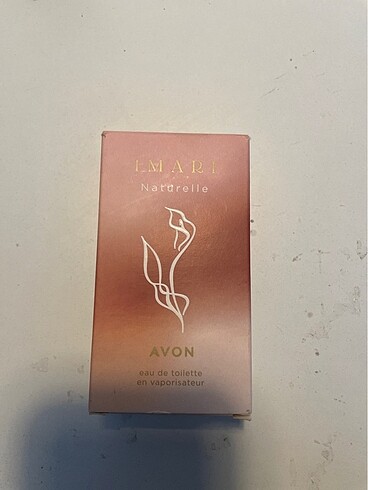 IMARI
Naturelle
AVON
eau de toilette
en vaporisateur